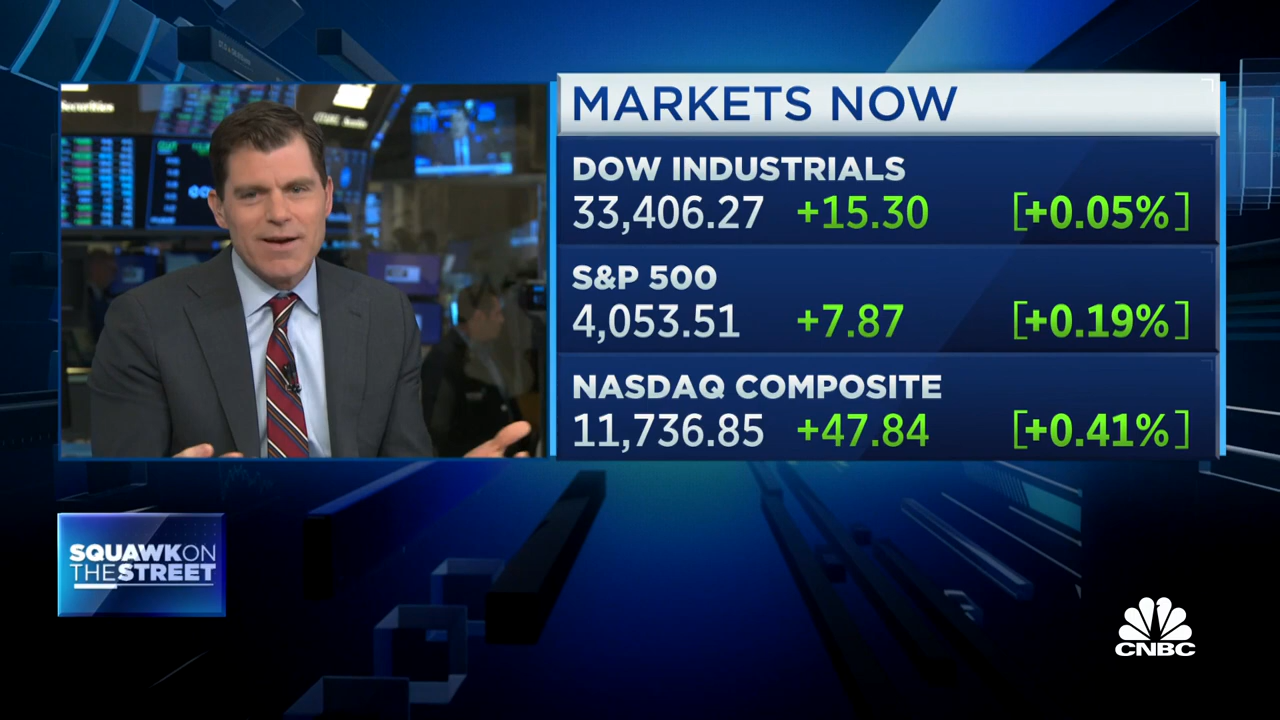 Securities
MARKETS NOW
DOW INDUSTRIALS
33,406.27 +15.30 [+0.05%]
S&P 500
4,053.51 +7.87 [+0.19%]
NASDAQ COMPOSITE
11,736.85 +47.84 [+0.41%]
SQUAWK ON
THE STREET
CNBC